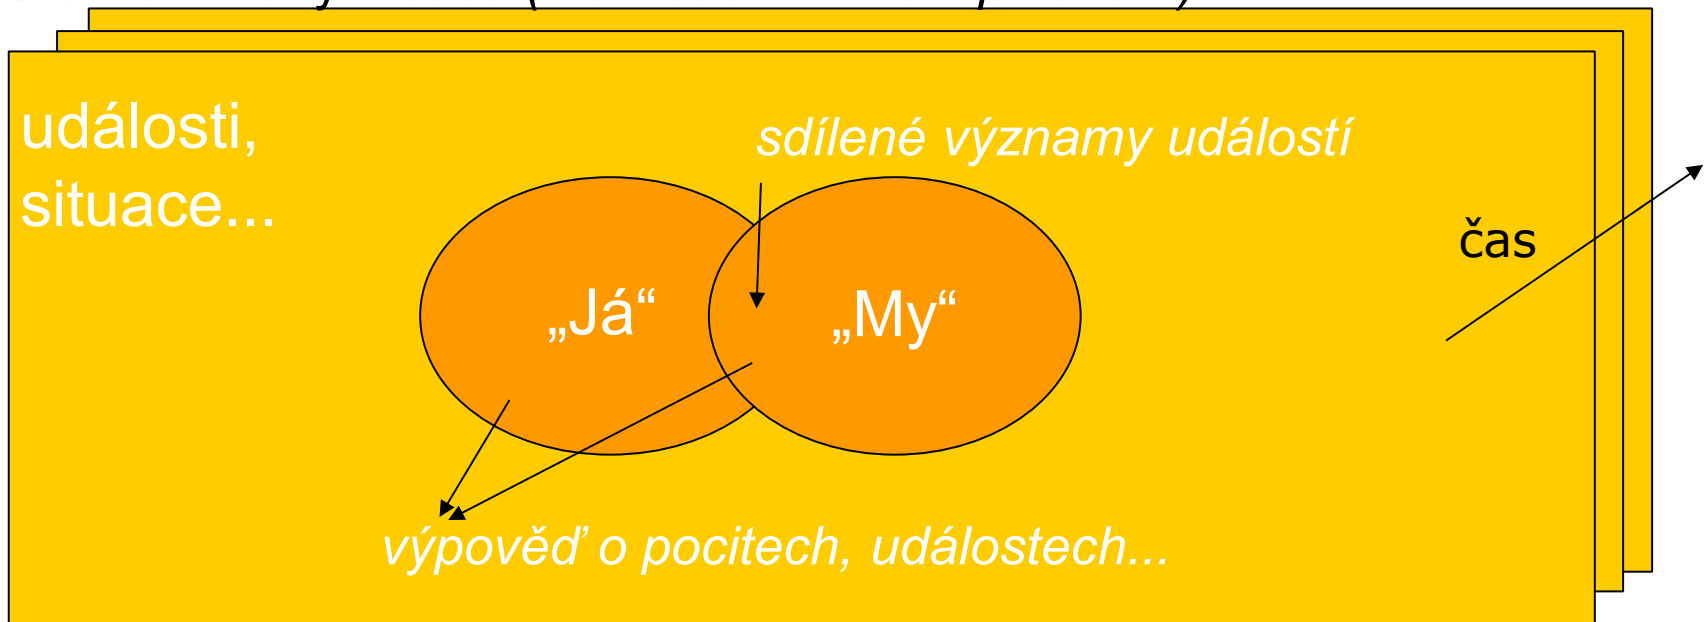 události,
situace...
sdílené významy událostí
čas
„Já“
„My“
výpověď o pocitech, událostech...